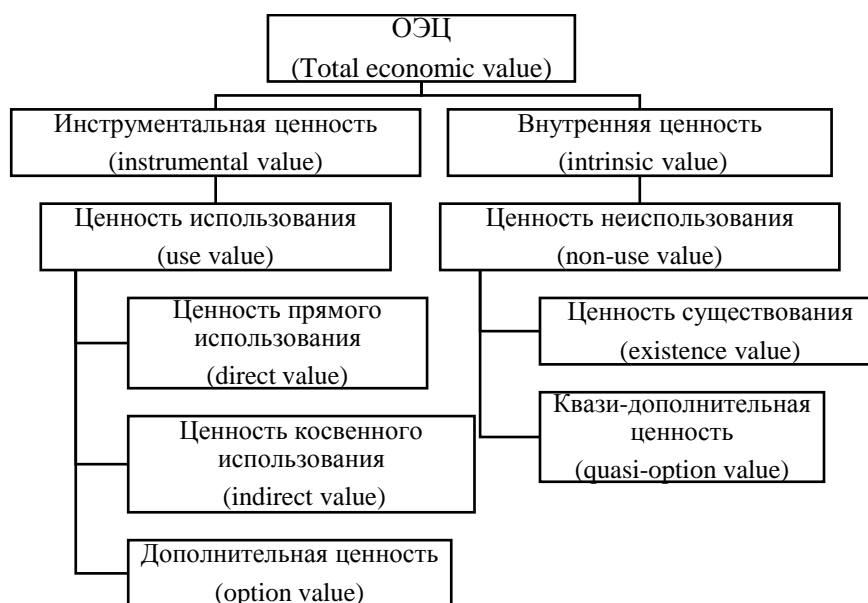 ОЭЦ
(Total economic value)
Инструментальная ценность
(instrumental value)
Внутренняя ценность
(intrinsic value)
Ценность использования
(use value)
Ценность неиспользования
(non-use value)
Ценность прямого
использования
(direct value)
Ценность существования
(existence value)
Ценность косвенного
использования
(indirect value)
Квази-дополнительная
ценность
(quasi-option value)
Дополнительная ценность
(option value)